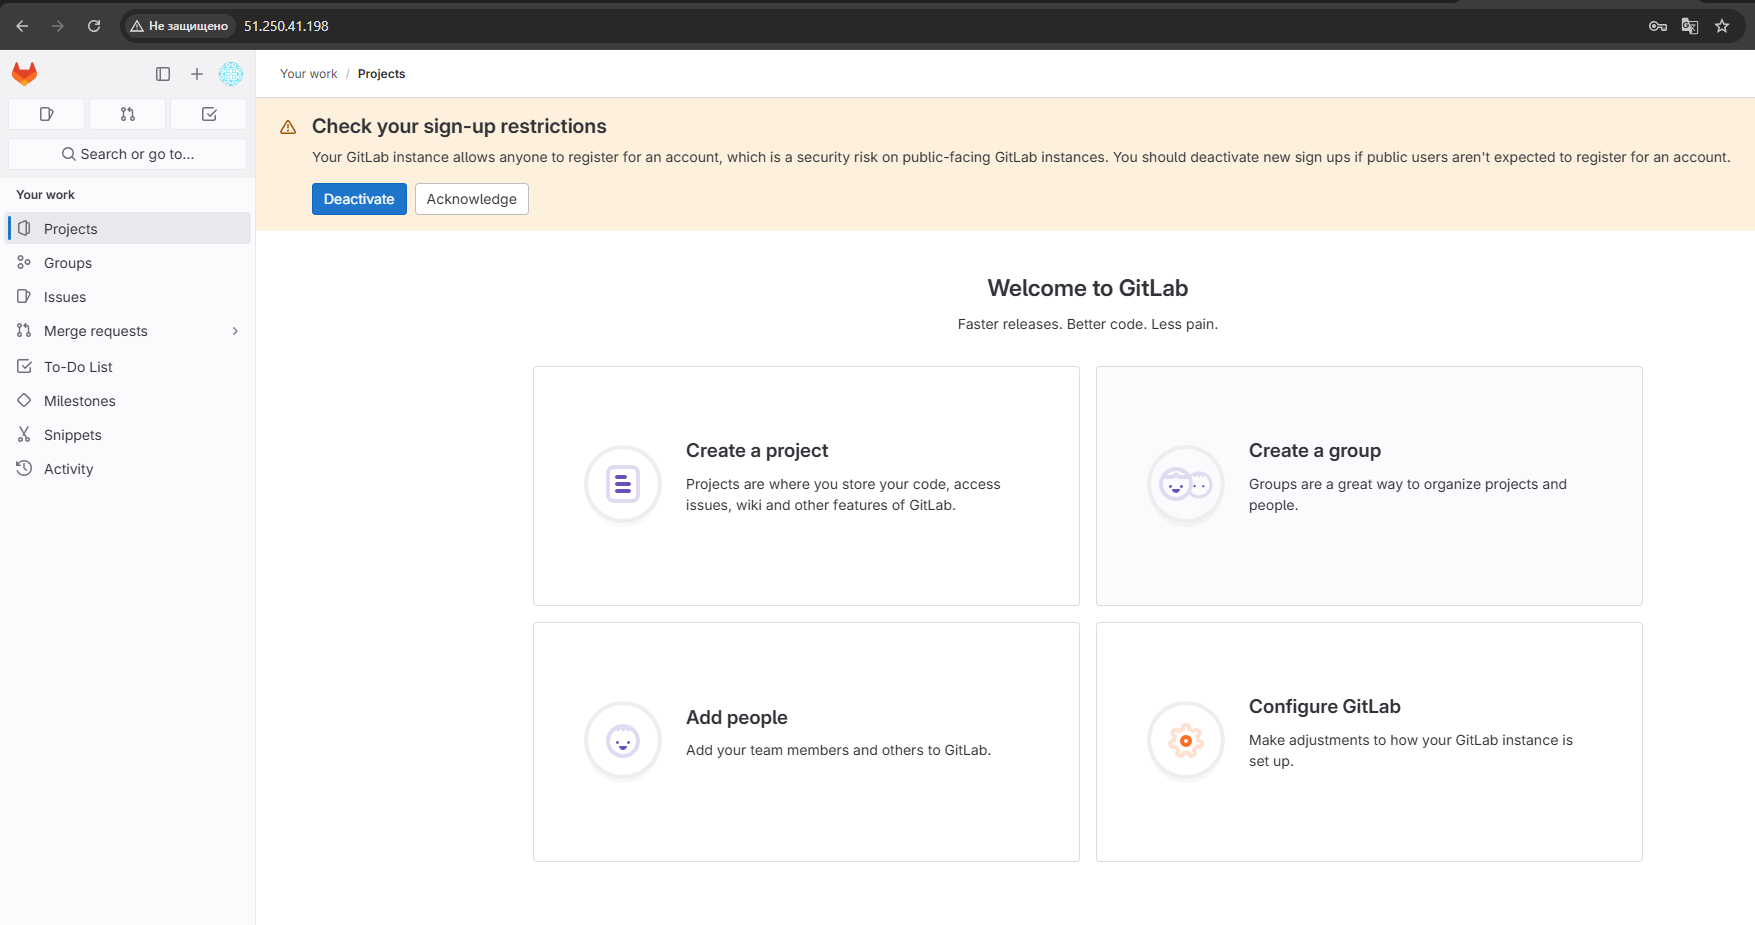 Не защищено 51.250.41.198
Your work / Projects
Search or go to...
Your work
Projects
Groups
Issues
Merge requests
To-Do List
Milestones
Snippets
Activity
Check your sign-up restrictions
Your GitLab instance allows anyone to register for an account, which is a security risk on public-facing GitLab instances. You should deactivate new sign ups if public users aren't expected to register for an account.
Deactivate Acknowledge
Welcome to GitLab
Faster releases. Better code. Less pain.
Create a project
Projects are where you store your code, access
issues, wiki and other features of GitLab.
Create a group
Groups are a great way to organize projects and
people.
Add people
Add your team members and others to GitLab.
Configure GitLab
Make adjustments to how your GitLab instance is
set up.